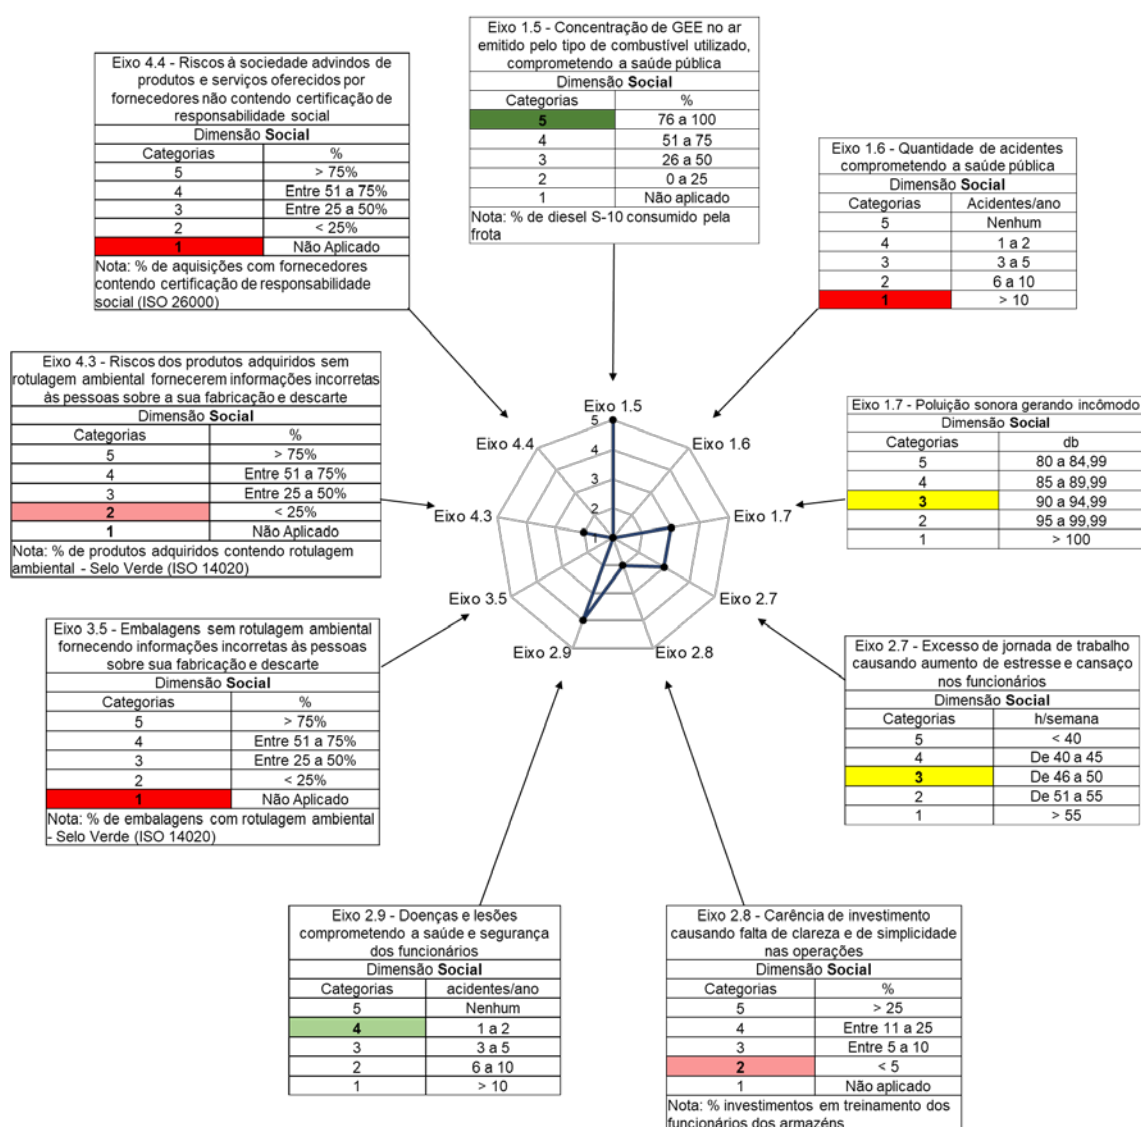 Eixo 1.5 - Concentração de GEE no ar
emitido pelo tipo de combustível utilizado,
comprometendo a saúde pública
Dimensão Social
Categorias %
5 76 a 100
4 51 a 75
3 26 a 50
2 0 a 25
1 Não aplicado
Nota: % de diesel S-10 consumido pela
frota
Eixo 4.4 - Riscos à sociedade advindos de
produtos e serviços oferecidos por
fornecedores não contendo certificação de
responsabilidade social
Dimensão Social
Categorias %
5 > 75%
4 Entre 51 a 75%
3 Entre 25 a 50%
2 < 25%
1 Não Aplicado
Nota: % de aquisições com fornecedores
contendo certificação de responsabilidade
social (ISO 26000)
Eixo 1.6 - Quantidade de acidentes
comprometendo a saúde pública
Dimensão Social
Categorias Acidentes/ano
5 Nenhum
4 1 a 2
3 3 a 5
2 6 a 10
1 > 10
Eixo 4.3 - Riscos dos produtos adquiridos sem
rotulagem ambiental fornecerem informações incorretas
às pessoas sobre a sua fabricação e descarte
Dimensão Social
Categorias %
5 > 75%
4 Entre 51 a 75%
3 Entre 25 a 50%
2 < 25%
1 Não Aplicado
Nota: % de produtos adquiridos contendo rotulagem
ambiental - Selo Verde (ISO 14020)
Eixo 1.5
Eixo 4.4
Eixo 1.6
Eixo 4.3
Eixo 1.7
Eixo 3.5
Eixo 2.7
Eixo 2.9
Eixo 2.8
5
4
3
2
1
Eixo 1.7 - Poluição sonora gerando incômodo
Dimensão Social
Categorias db
5 80 a 84,99
4 85 a 89,99
3 90 a 94,99
2 95 a 99,99
1 > 100
Eixo 3.5 - Embalagens sem rotulagem ambiental
fornecendo informações incorretas às pessoas
sobre sua fabricação e descarte
Dimensão Social
Categorias %
5 > 75%
4 Entre 51 a 75%
3 Entre 25 a 50%
2 < 25%
1 Não Aplicado
Nota: % de embalagens com rotulagem ambiental
- Selo Verde (ISO 14020)
Eixo 2.7 - Excesso de jornada de trabalho
causando aumento de estresse e cansaço
nos funcionários
Dimensão Social
Categorias h/semana
5 < 40
4 De 40 a 45
3 De 46 a 50
2 De 51 a 55
1 > 55
Eixo 2.9 - Doenças e lesões
comprometendo a saúde e segurança
dos funcionários
Dimensão Social
Categorias acidentes/ano
5 Nenhum
4 1 a 2
3 3 a 5
2 6 a 10
1 > 10
Eixo 2.8 - Carência de investimento
causando falta de clareza e de simplicidade
nas operações
Dimensão Social
Categorias %
5 > 25
4 Entre 11 a 25
3 Entre 5 a 10
2 < 5
1 Não aplicado
Nota: % investimentos em treinamento dos
funcionários dos armazéns